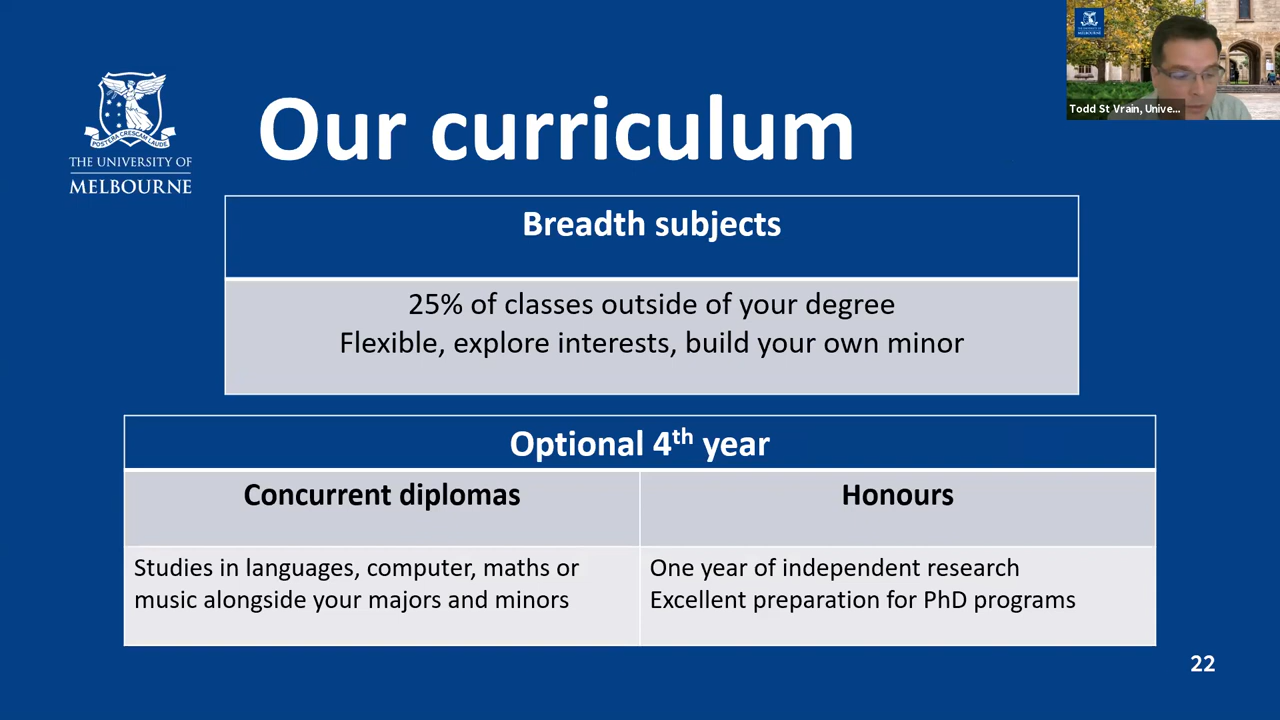 Our curriculum
POSTERA CRESCAM LAUDE
THE UNIVERSITY OF
MELBOURNE
Breadth subjects
25% of classes outside of your degree
Flexible, explore interests, build your own minor
Optional 4th year
Concurrent diplomas
Honours
Studies in languages, computer, maths or
music alongside your majors and minors
One year of independent research
Excellent preparation for PhD programs
22
MELBOURNE
Todd St Vrain, Unive...